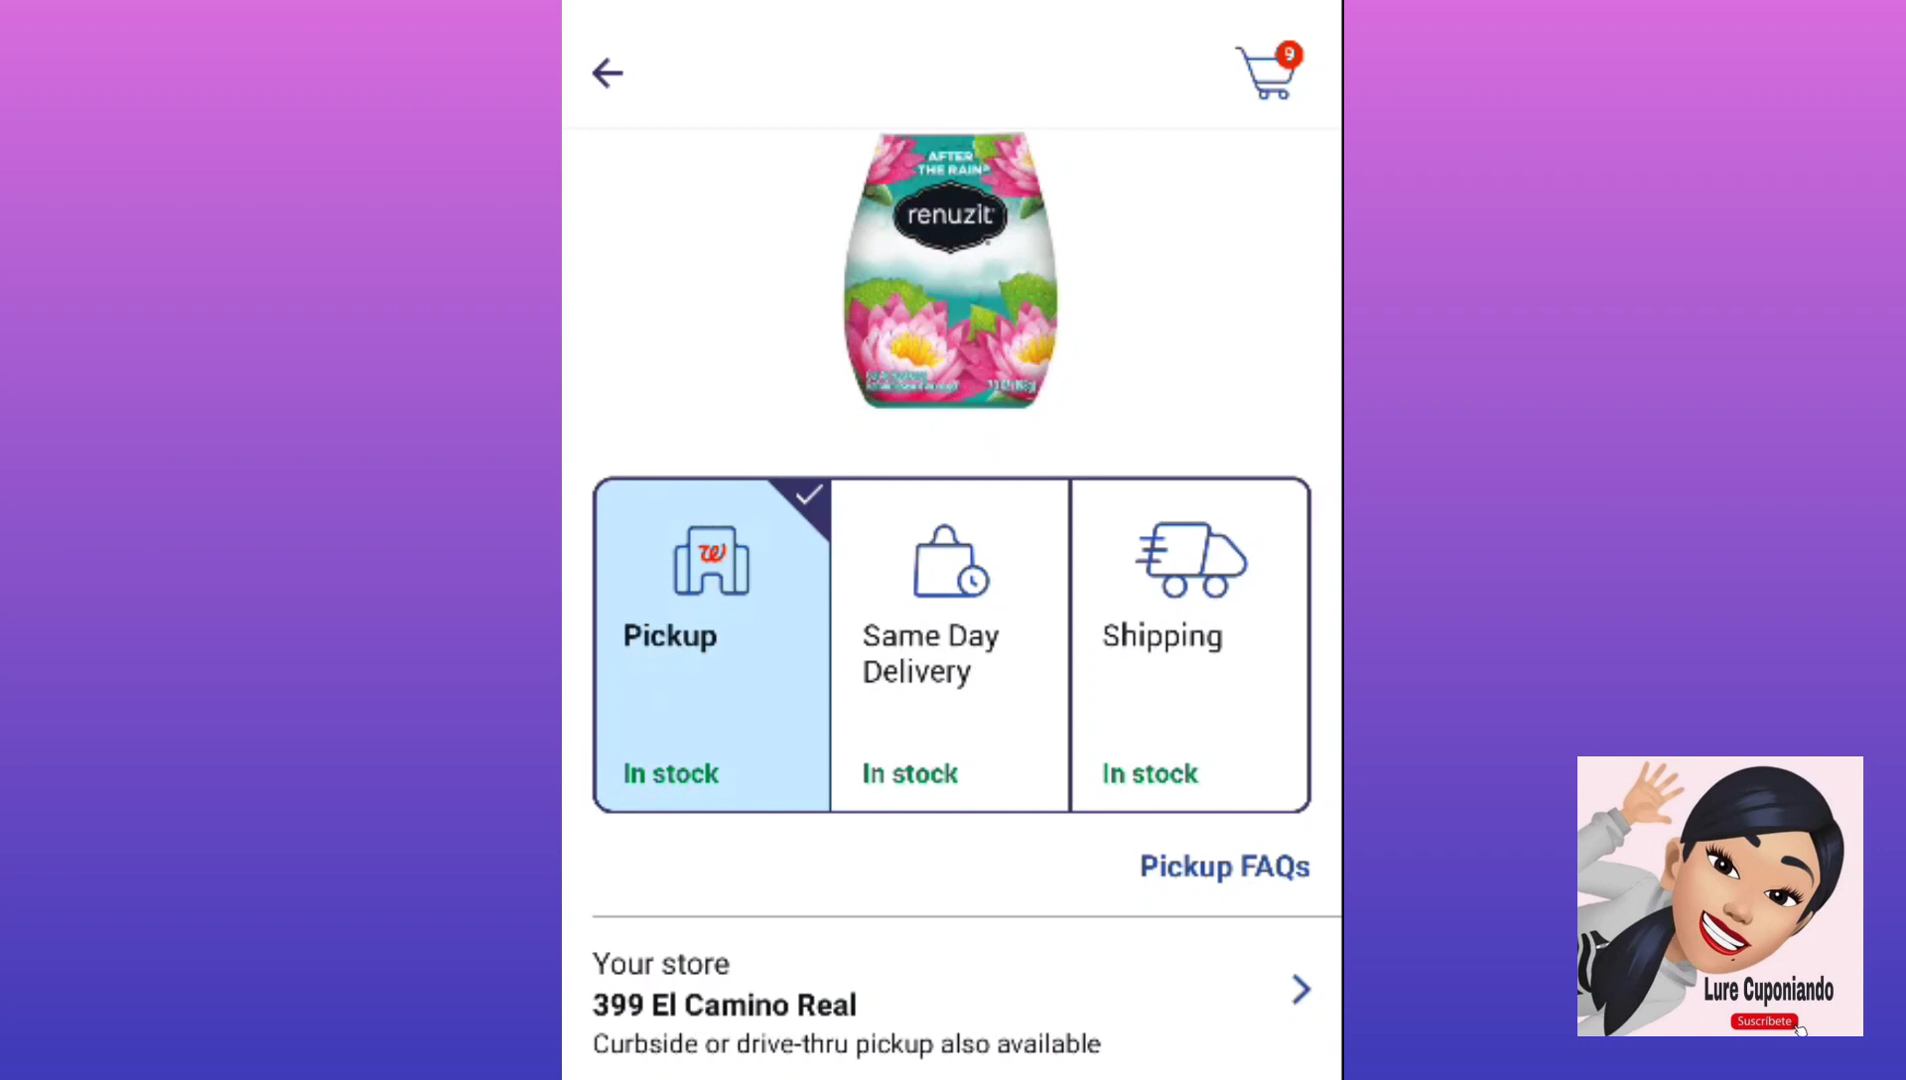 9
AFTER
THE RAIN®
renuzit
W
Pickup
In stock
Same Day
Delivery
In stock
Shipping
In stock
Pickup FAQs
Your store
399 El Camino Real
Curbside or drive-thru pickup also available
Lure Cuponiando
Suscríbete